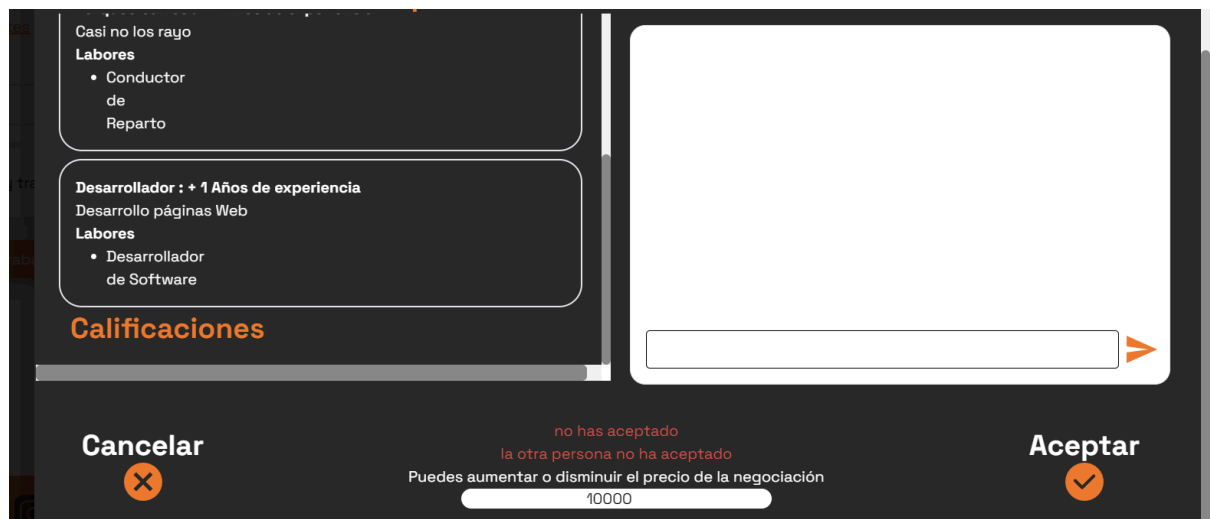 Casi no los rayo
Labores
Conductor
de
Reparto
Desarrollador : + 1 Años de experiencia
Desarrollo páginas Web
Labores
Desarrollador
de Software
Calificaciones
Cancelar
no has aceptado
la otra persona no ha aceptado
Puedes aumentar o disminuir el precio de la negociación
10000
Aceptar